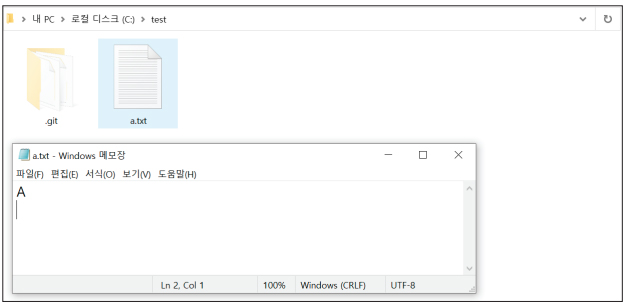 내 PC > 로컬 디스크 (C:) > test
.git
a.txt
a.txt - Windows 메모장
파일(F) 편집(E) 서식(O) 보기(V) 도움말(H)
A
Ln 2, Col 1 100% Windows (CRLF) UTF-8